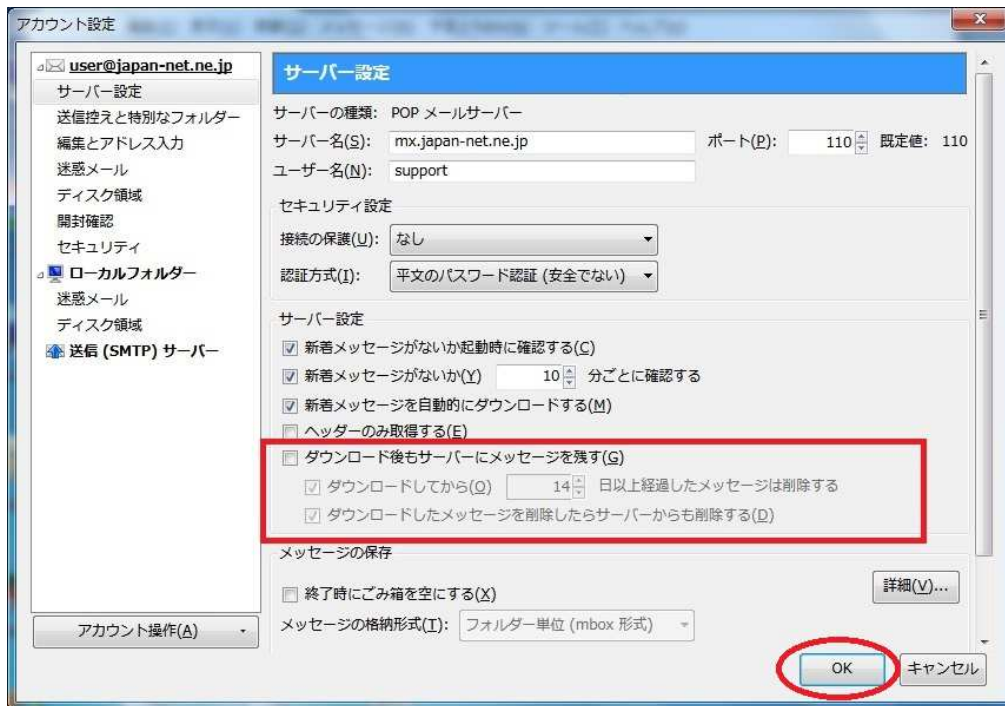 アカウント設定
user@japan-net.ne.jp
サーバー設定
送信控えと特別なフォルダー
編集とアドレス入力
迷惑メール
ディスク領域
開封確認
セキュリティ
ローカルフォルダー
迷惑メール
ディスク領域
送信 (SMTP) サーバー
アカウント操作(A)
サーバー設定
サーバーの種類: POP メールサーバー
サーバー名(S): mx.japan-net.ne.jp ポート(P): 110 既定値: 110
ユーザー名(N): support
セキュリティ設定
接続の保護(U): なし
認証方式(I): 平文のパスワード認証 (安全でない)
サーバー設定
新着メッセージがないか起動時に確認する(C)
新着メッセージがないか(Y) 10 分ごとに確認する
新着メッセージを自動的にダウンロードする(M)
ヘッダーのみ取得する(E)
ダウンロード後もサーバーにメッセージを残す(G)
ダウンロードしてから(O) 14 日以上経過したメッセージは削除する
ダウンロードしたメッセージを削除したらサーバーからも削除する(D)
メッセージの保存
詳細(V)...
終了時にごみ箱を空にする(X)
メッセージの格納形式(T): フォルダー単位 (mbox 形式)
OK キャンセル